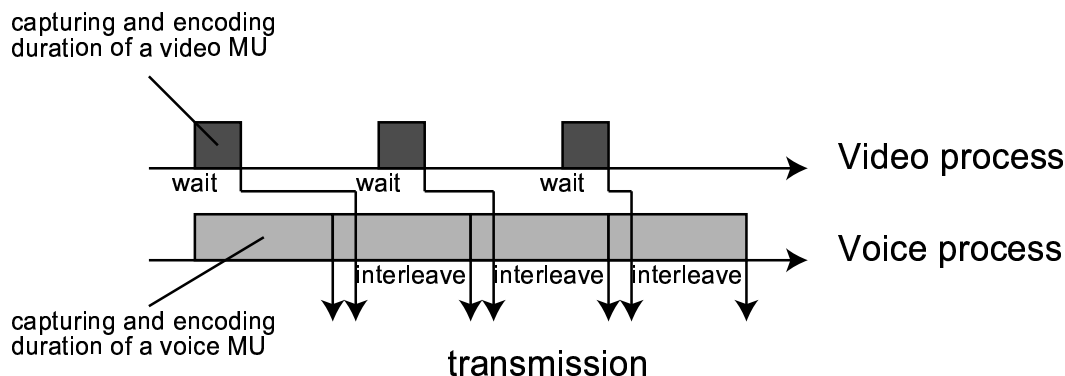 capturing and encoding
duration of a video MU
Video process
wait
wait
wait
Voice process
interleave
interleave
interleave
capturing and encoding
duration of a voice MU
transmission